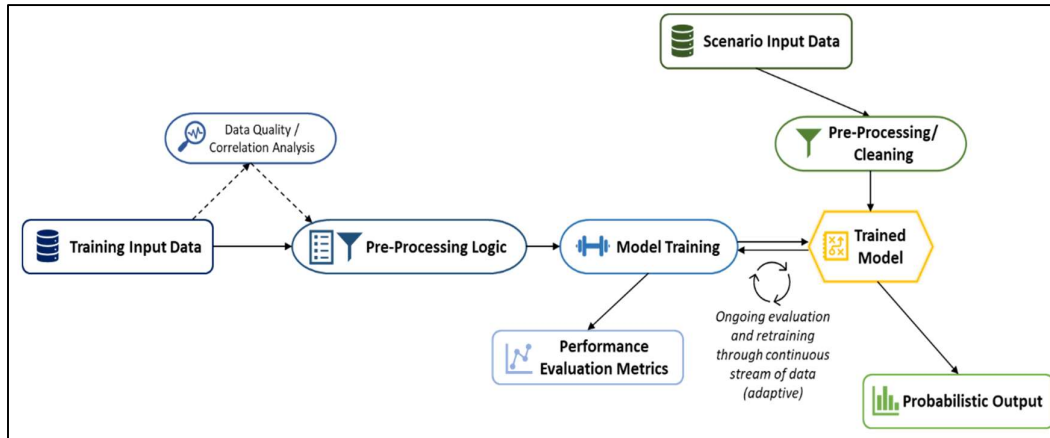 Scenario Input Data
Data Quality /
Correlation Analysis
Pre-Processing/
Cleaning
Training Input Data
Pre-Processing Logic
Model Training
Trained
Model
Ongoing evaluation
and retraining
through continuous
stream of data
(adaptive)
Performance
Evaluation Metrics
Probabilistic Output